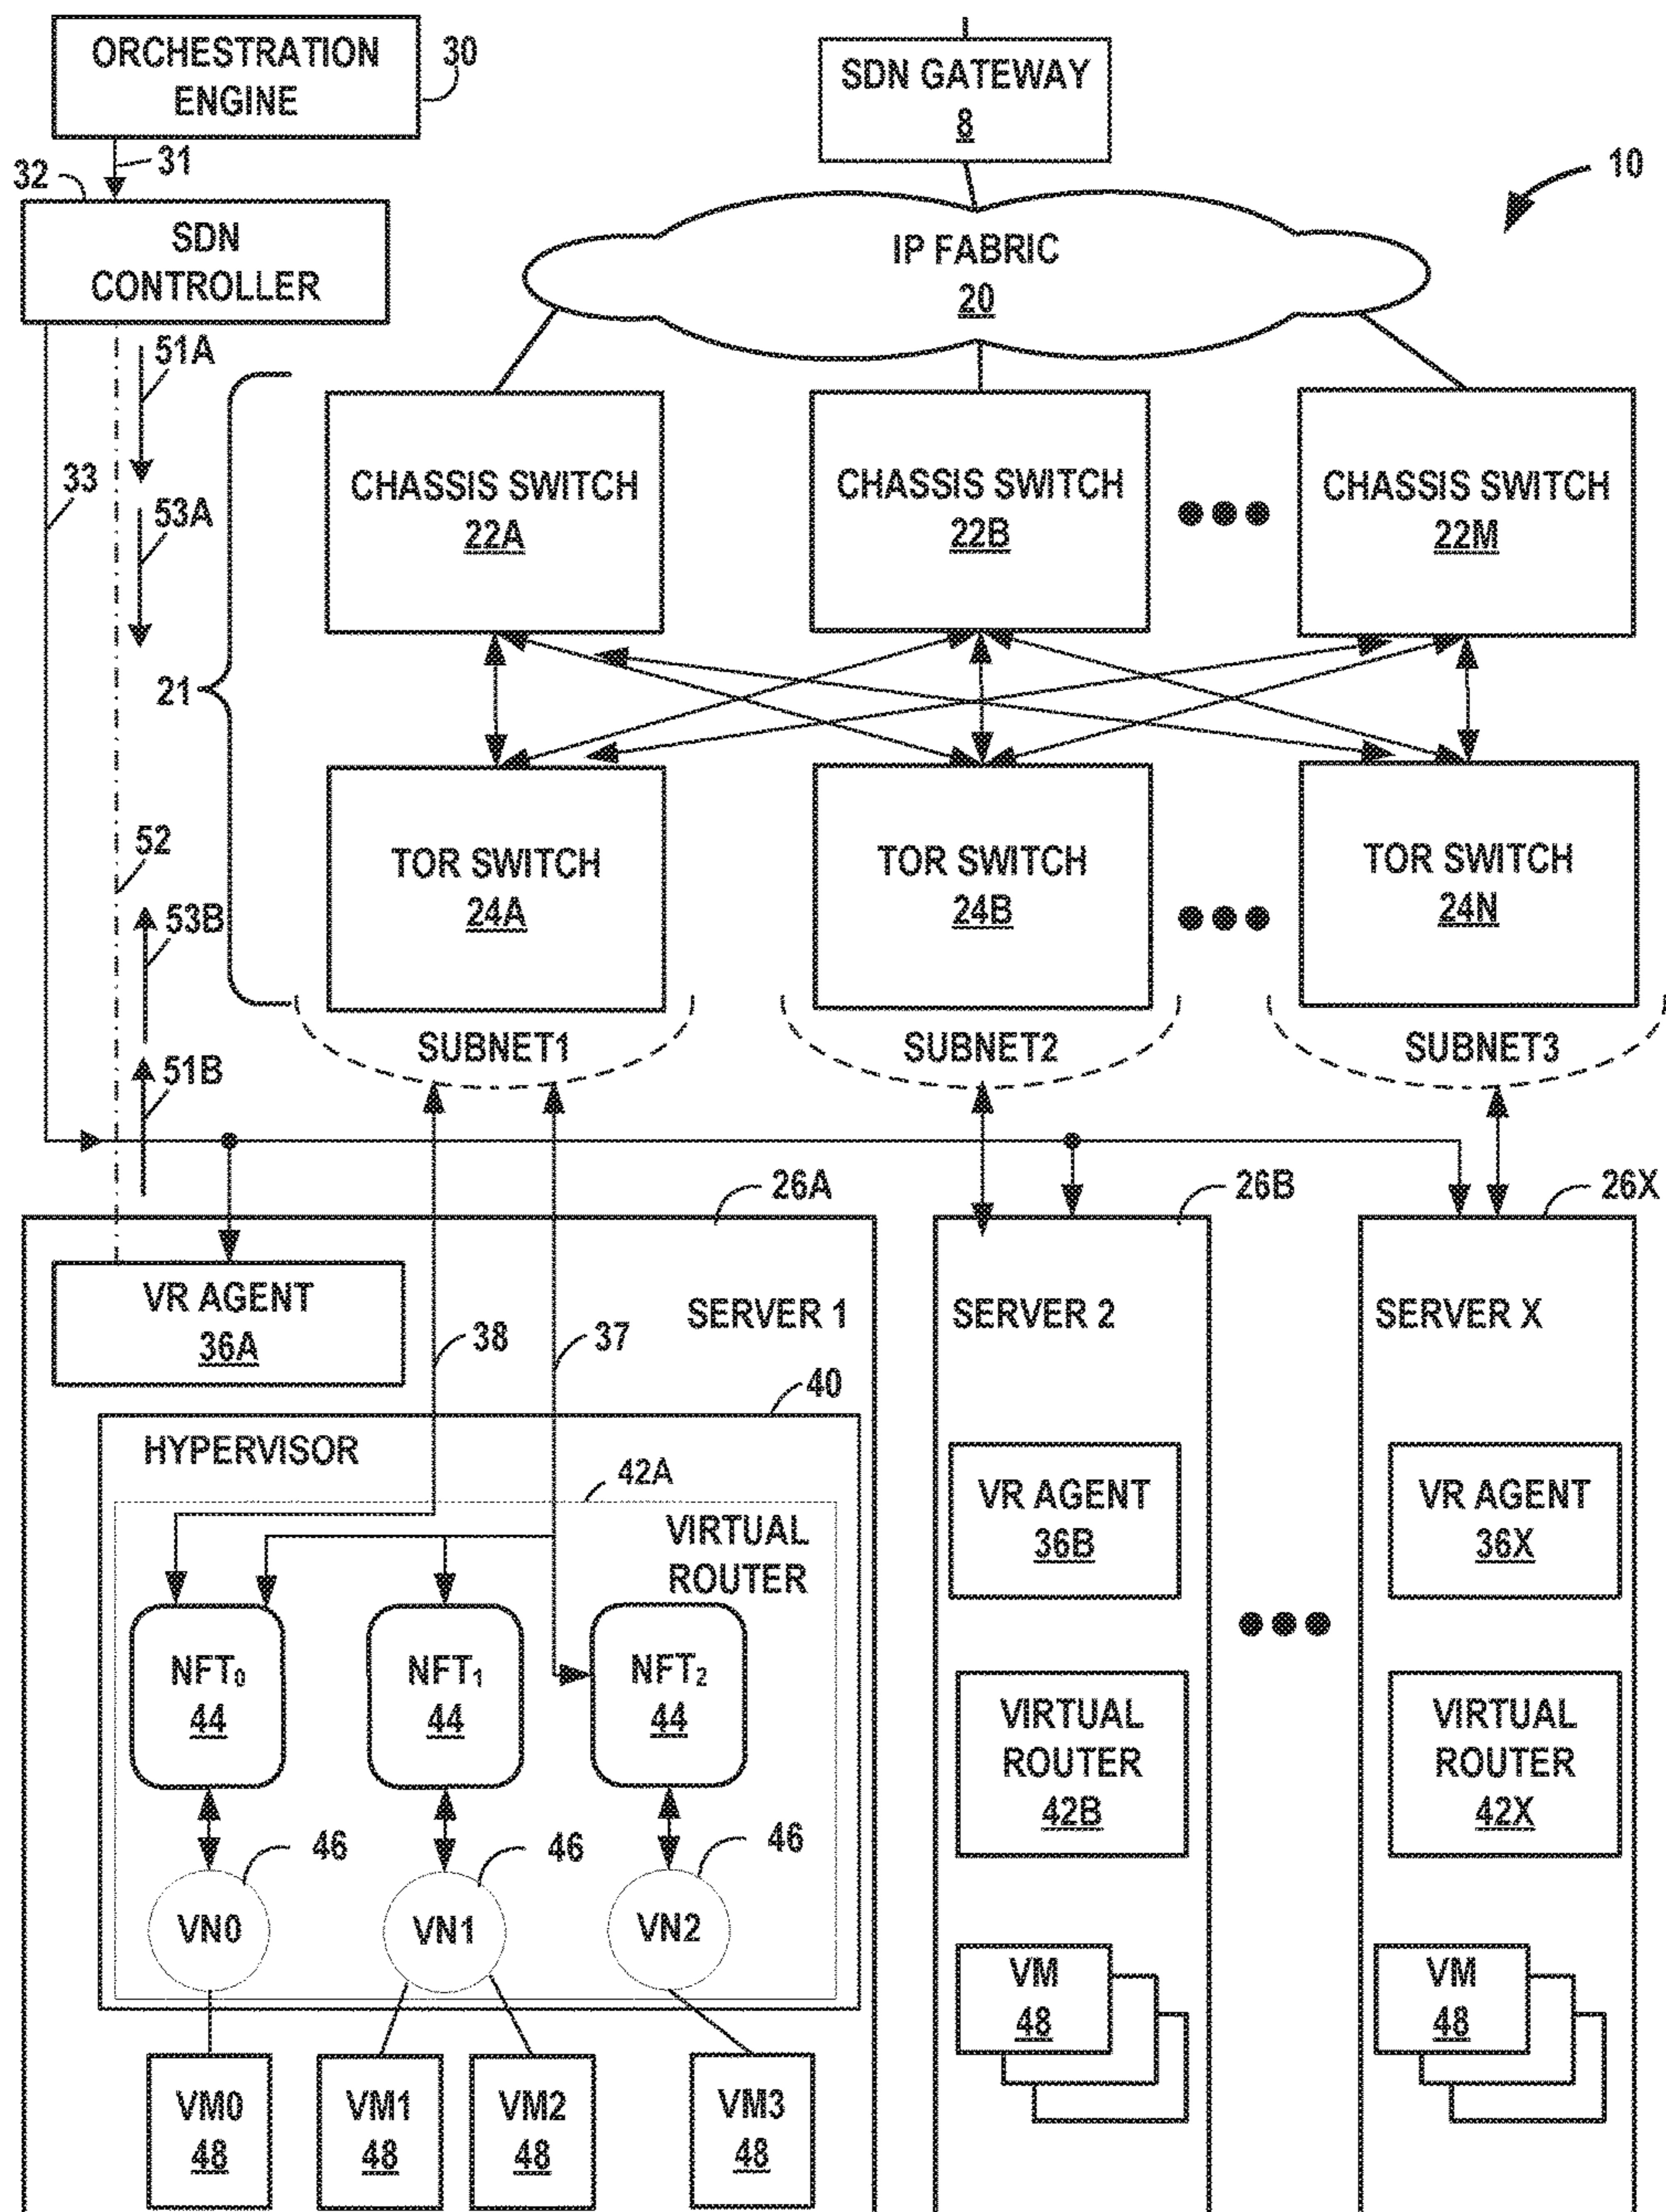 ORCHESTRATION
ENGINE
30
31
32
SDN
CONTROLLER
SDN GATEWAY
8
10
IP FABRIC
20
51A
33
53A
21
52
53B
51B
CHASSIS SWITCH
22A
CHASSIS SWITCH
22B
CHASSIS SWITCH
22M
TOR SWITCH
24A
TOR SWITCH
24B
TOR SWITCH
24N
SUBNET1
SUBNET2
SUBNET3
26A
26B
26X
VR AGENT
36A
SERVER 1
38
37
40
HYPERVISOR
42A
VIRTUAL
ROUTER
NFT₀
44
NFT₁
44
NFT₂
44
46
46
46
VN0
VN1
VN2
VM0
48
VM1
48
VM2
48
VM3
48
SERVER 2
VR AGENT
36B
VIRTUAL
ROUTER
42B
VM
48
SERVER X
VR AGENT
36X
VIRTUAL
ROUTER
42X
VM
48